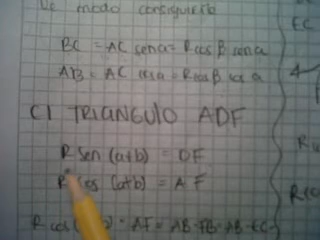 De modo consiguiente
BC = AC sen a = R cos β sen a
AB = AC cos a = R cos β cos a
C) TRIANGULO ADF
R sen (a+b) = DF
R cos (a+b) = AF
R cos( = AF = AB - FB = AB - EC